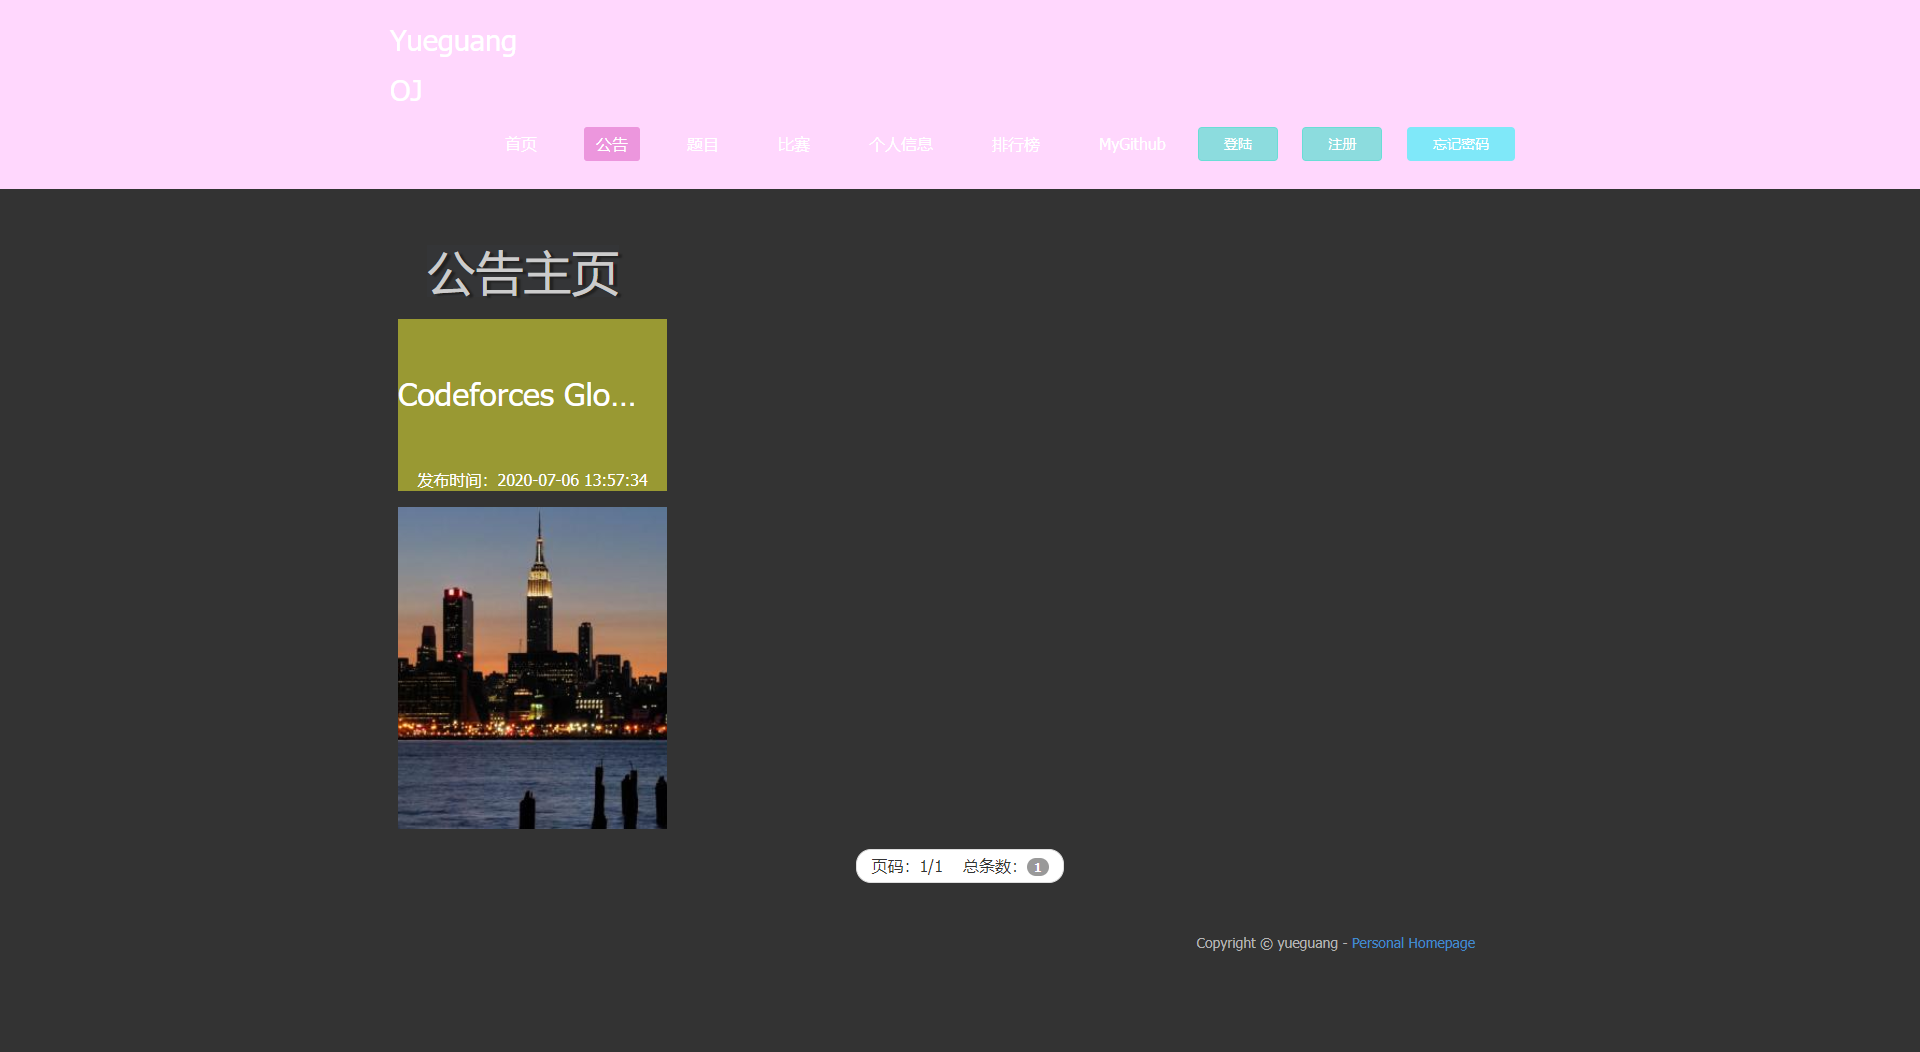 Yueguang
OJ
首页 公告 题目 比赛 个人信息 排行榜 MyGithub 登陆 注册 忘记密码
公告主页
Codeforces Glo...
发布时间：2020-07-06 13:57:34
页码：1/1 总条数：1
Copyright © yueguang - Personal Homepage